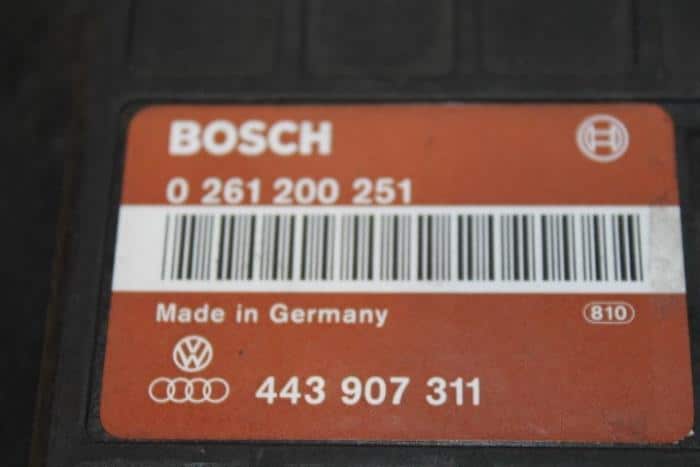 BOSCH
0 261 200 251
Made in Germany 810
443 907 311